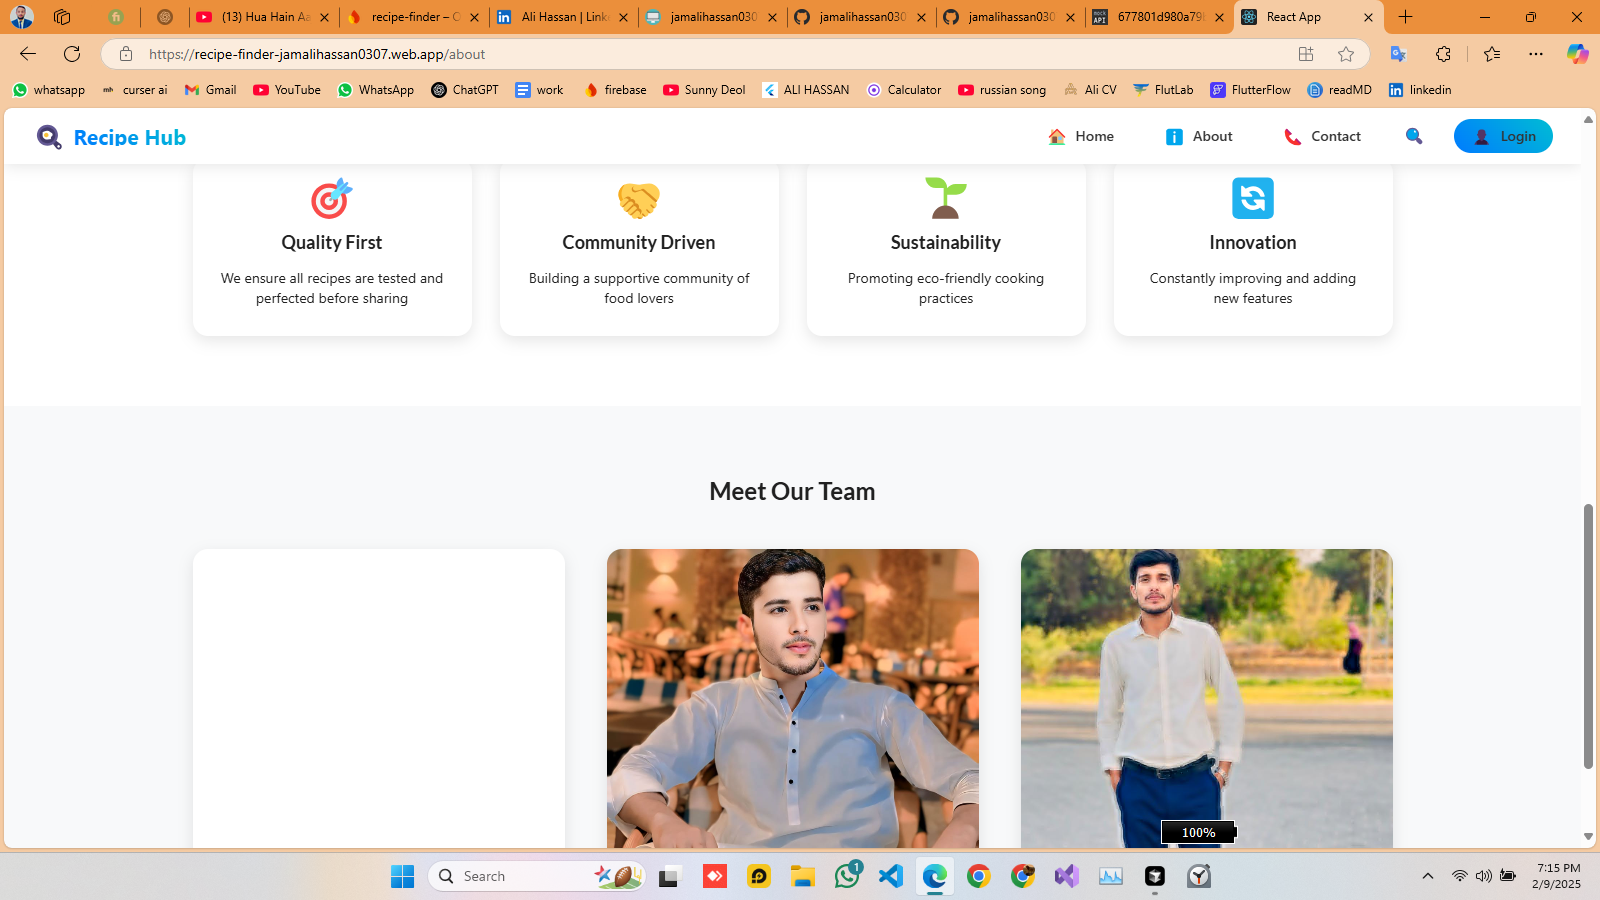 (13) Hua Hain Aa
recipe-finder – C
Ali Hassan | Link
jamalihassan030
jamalihassan030
jamalihassan030
mock
API
677801d980a79
React App
https://recipe-finder-jamalihassan0307.web.app/about
whatsapp
mh
curser ai
Gmail
YouTube
WhatsApp
ChatGPT
work
firebase
Sunny Deol
ALI HASSAN
Calculator
russian song
Ali CV
FlutLab
FlutterFlow
readMD
linkedin
Recipe Hub
Home
About
Contact
Login
Quality First
We ensure all recipes are tested and
perfected before sharing
Community Driven
Building a supportive community of
food lovers
Sustainability
Promoting eco-friendly cooking
practices
Innovation
Constantly improving and adding
new features
Meet Our Team
100%
Search
1
7:15 PM
2/9/2025